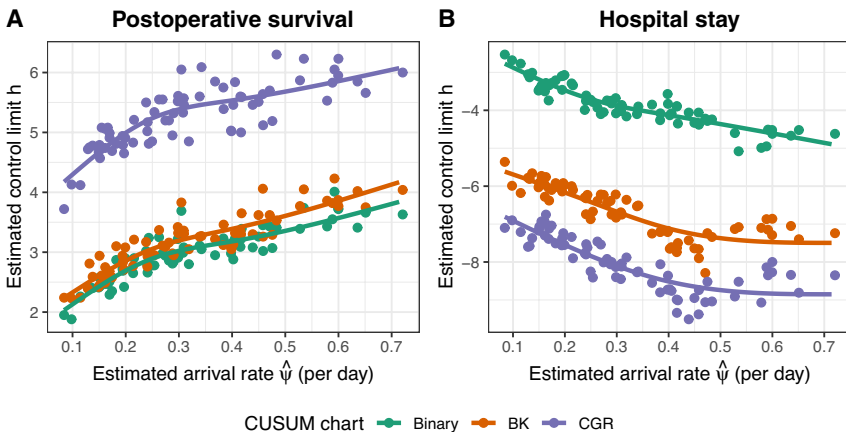 A Postoperative survival
Estimated control limit h
6
5
4
3
2
0.1 0.2 0.3 0.4 0.5 0.6 0.7
Estimated arrival rate ψ̂ (per day)
B Hospital stay
Estimated control limit h
−4
−6
−8
0.1 0.2 0.3 0.4 0.5 0.6 0.7
Estimated arrival rate ψ̂ (per day)
CUSUM chart Binary BK CGR